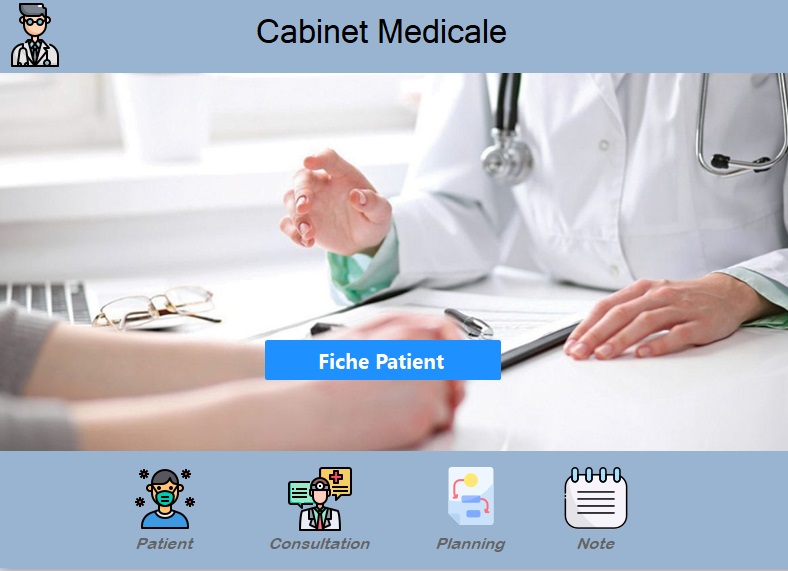 Cabinet Medicale
Fiche Patient
Patient
Consultation
Planning
Note